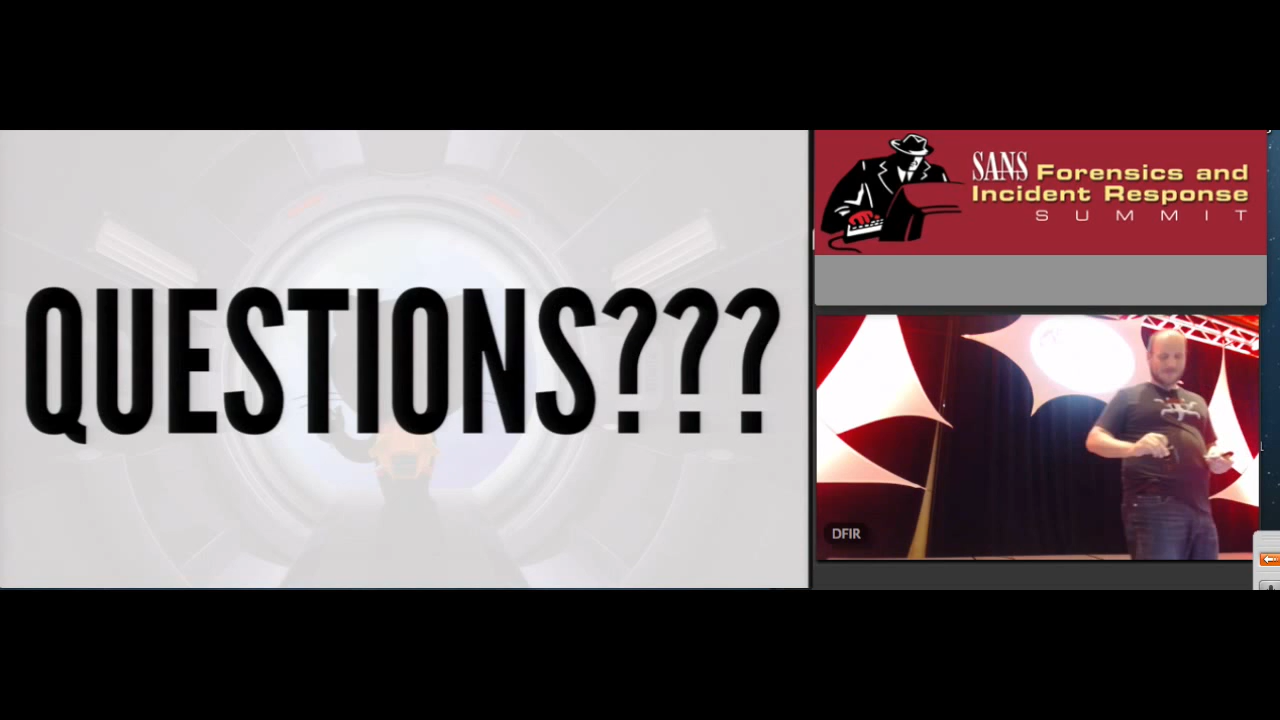 QUESTIONS???
SANS Forensics and
Incident Response
SUMMIT
DFIR